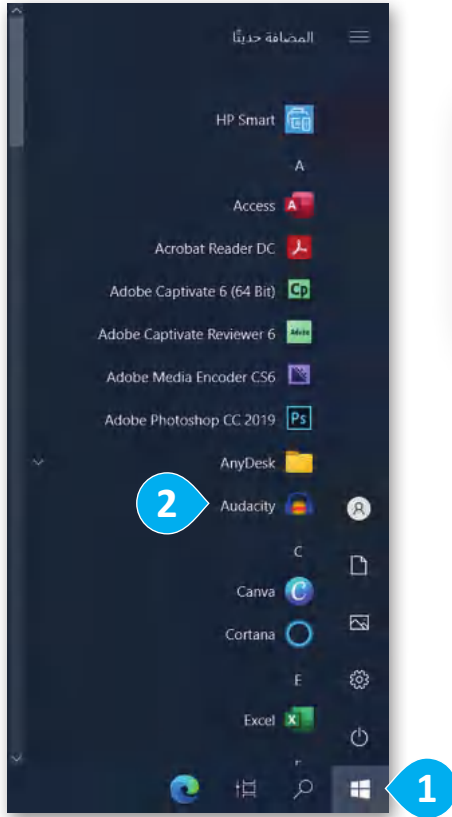 المضافة حديثًا
HP Smart
A
Access
Acrobat Reader DC
Adobe Captivate 6 (64 Bit)
Adobe Captivate Reviewer 6
Adobe Media Encoder CS6
Adobe Photoshop CC 2019
AnyDesk
2
Audacity
C
Canva
Cortana
E
Excel
1